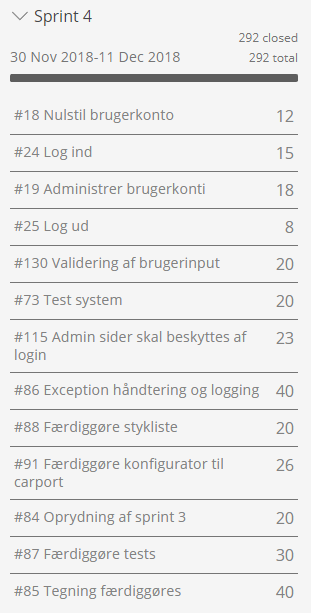 Sprint 4
292 closed
30 Nov 2018-11 Dec 2018
292 total
#18 Nulstil brugerkonto 12
#24 Log ind 15
#19 Administrer brugerkonti 18
#25 Log ud 8
#130 Validering af brugerinput 20
#73 Test system 20
#115 Admin sider skal beskyttes af 23
login
#86 Exception håndtering og logging 40
#88 Færdiggøre stykliste 20
#91 Færdiggøre konfigurator til 26
carport
#84 Oprydning af sprint 3 20
#87 Færdiggøre tests 30
#85 Tegning færdiggøres 40